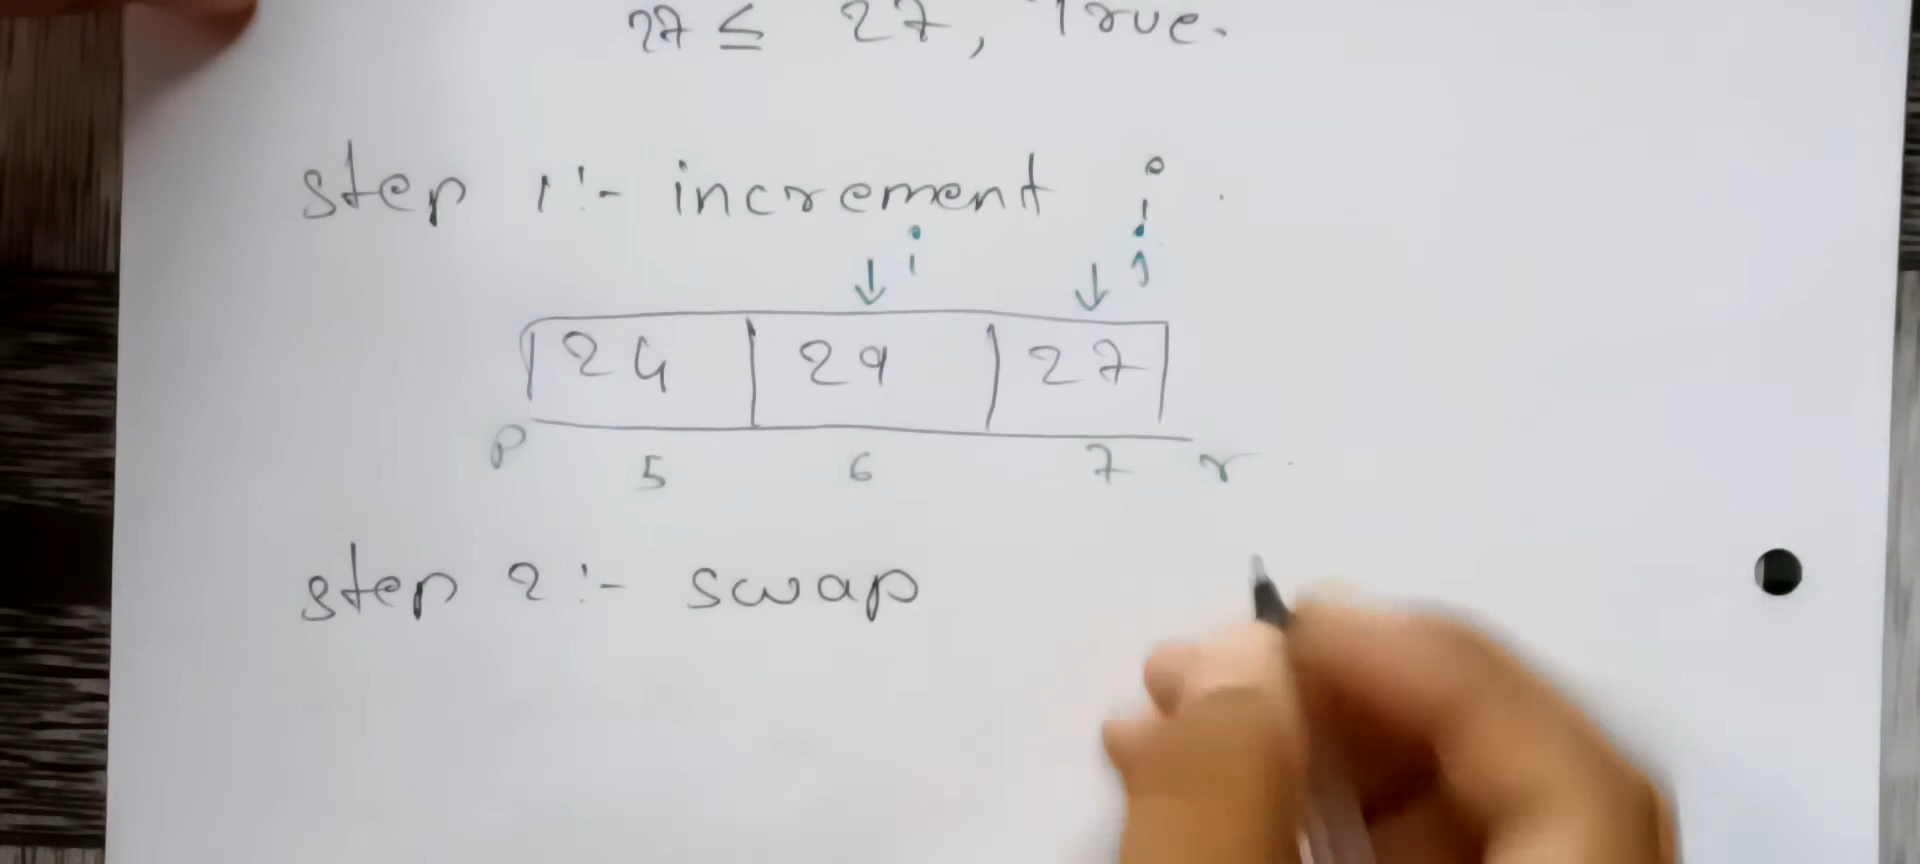 27 ≤ 27, True.
step 1:- increment i.
i j
24 29 27
p 5 6 7 r
step 2:- swap